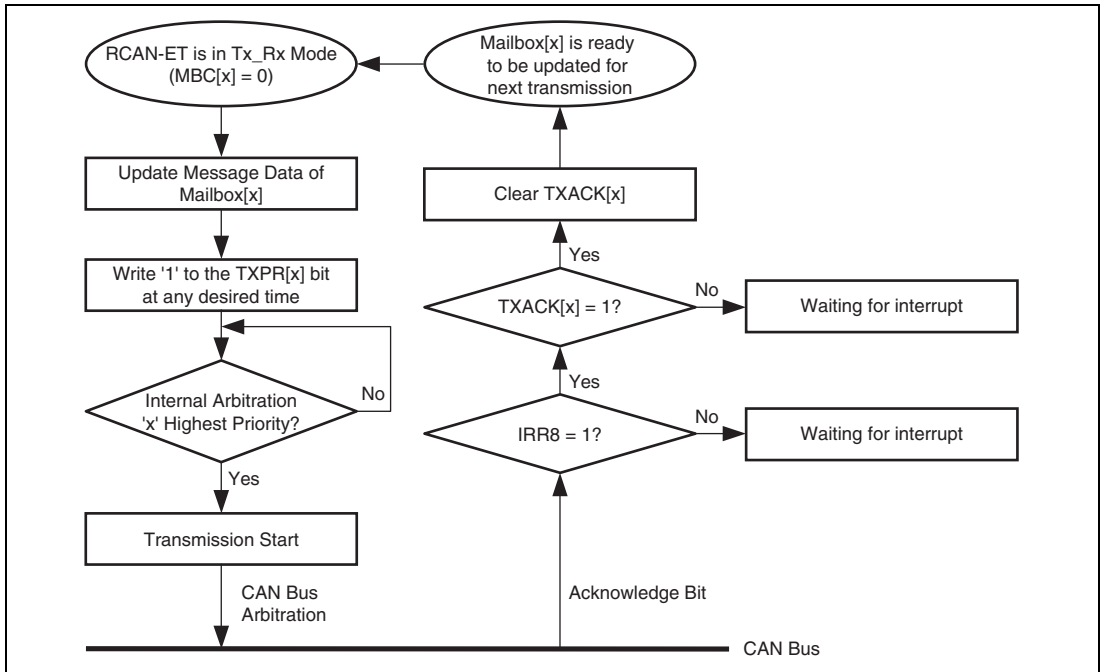 RCAN-ET is in Tx_Rx Mode
(MBC[x] = 0)
Mailbox[x] is ready
to be updated for
next transmission
Update Message Data of
Mailbox[x]
Clear TXACK[x]
Yes
Write '1' to the TXPR[x] bit
at any desired time
TXACK[x] = 1?
No
Waiting for interrupt
Yes
Internal Arbitration
'x' Highest Priority?
No
IRR8 = 1?
No
Waiting for interrupt
Yes
Transmission Start
CAN Bus
Arbitration
Acknowledge Bit
CAN Bus